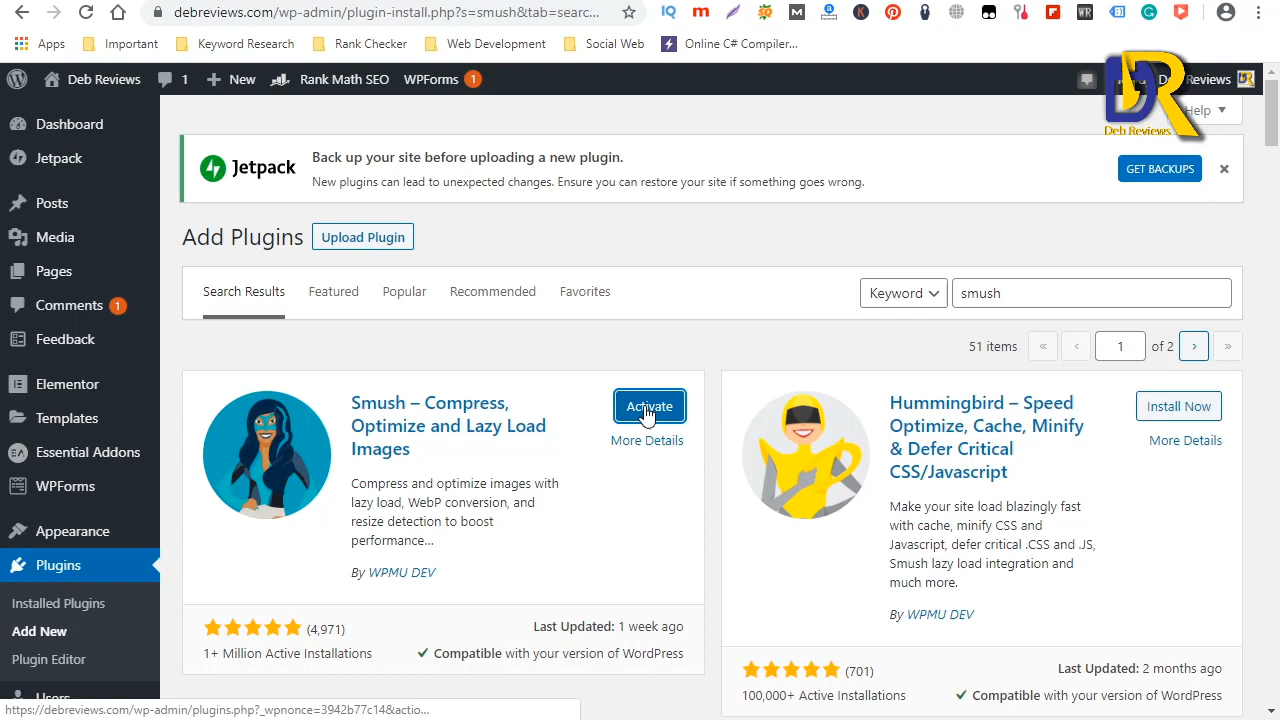 debreviews.com/wp-admin/plugin-install.php?s=smush&tab=searc...
Apps
Important
Keyword Research
Rank Checker
Web Development
Social Web
Online C# Compiler...
Deb Reviews
1
New
Rank Math SEO
WPForms
1
Deb Reviews
DR
Deb Reviews
Help
Dashboard
Jetpack
Posts
Media
Pages
Comments 1
Feedback
Elementor
Templates
Essential Addons
WPForms
Appearance
Plugins
Installed Plugins
Add New
Plugin Editor
Users
Jetpack
Back up your site before uploading a new plugin.
New plugins can lead to unexpected changes. Ensure you can restore your site if something goes wrong.
GET BACKUPS
Add Plugins
Upload Plugin
Search Results
Featured
Popular
Recommended
Favorites
Keyword
smush
51 items
«
‹
1
of 2
›
»
Smush – Compress,
Optimize and Lazy Load
Images
Activate
More Details
Compress and optimize images with
lazy load, WebP conversion, and
resize detection to boost
performance...
By WPMU DEV
(4,971)
Last Updated: 1 week ago
1+ Million Active Installations
Compatible with your version of WordPress
Hummingbird – Speed
Optimize, Cache, Minify
& Defer Critical
CSS/Javascript
Install Now
More Details
Make your site load blazingly fast
with cache, minify CSS and
Javascript, defer critical .CSS and .JS,
Smush lazy load integration and
much more.
By WPMU DEV
(701)
Last Updated: 2 months ago
100,000+ Active Installations
Compatible with your version of WordPress
https://debreviews.com/wp-admin/plugins.php?_wpnonce=3942b77c14&actio...